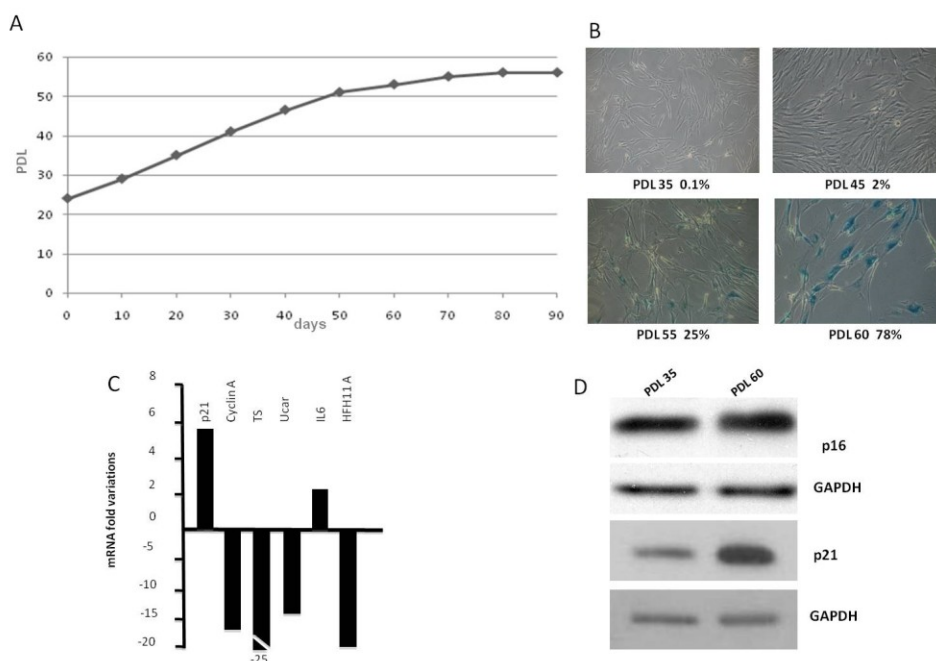 A
60
50
40
30
20
10
0
PDL
0 10 20 30 40 50 60 70 80 90
days
B
PDL 35 0.1%
PDL 45 2%
PDL 55 25%
PDL 60 78%
C
mRNA fold variations
8
6
4
2
0
-5
-10
-15
-20
p21
Cyclin A
TS
Ucar
IL6
HFH11 A
-25
D
PDL 35
PDL 60
p16
GAPDH
p21
GAPDH